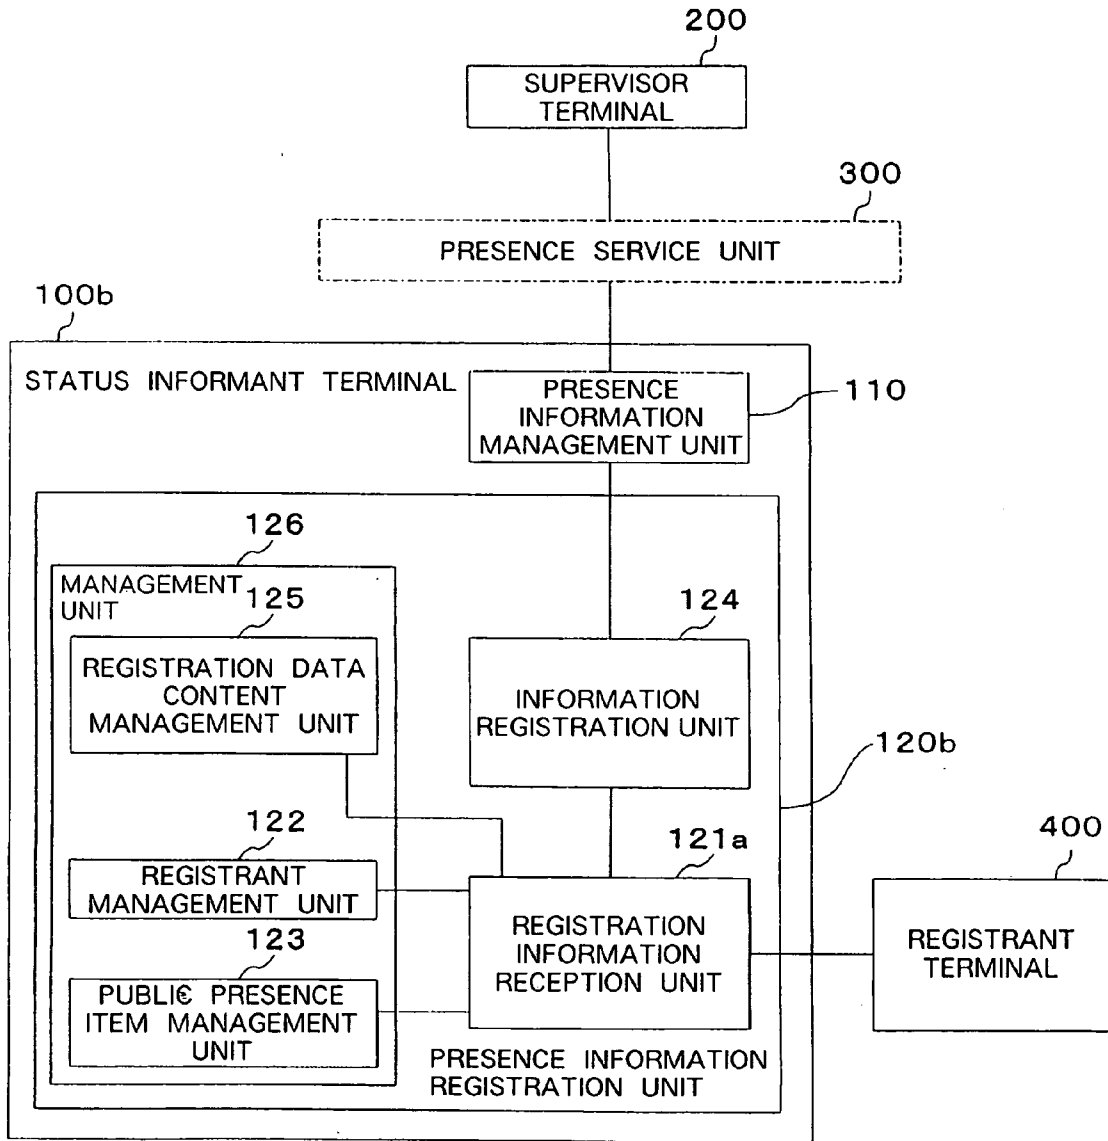 200
SUPERVISOR
TERMINAL
300
PRESENCE SERVICE UNIT
100b
STATUS INFORMANT TERMINAL
PRESENCE
INFORMATION
MANAGEMENT UNIT
110
126
MANAGEMENT
UNIT
125
REGISTRATION DATA
CONTENT
MANAGEMENT UNIT
124
INFORMATION
REGISTRATION UNIT
120b
122
REGISTRANT
MANAGEMENT UNIT
121a
REGISTRATION
INFORMATION
RECEPTION UNIT
400
REGISTRANT
TERMINAL
123
PUBLIC PRESENCE
ITEM MANAGEMENT
UNIT
PRESENCE INFORMATION
REGISTRATION UNIT